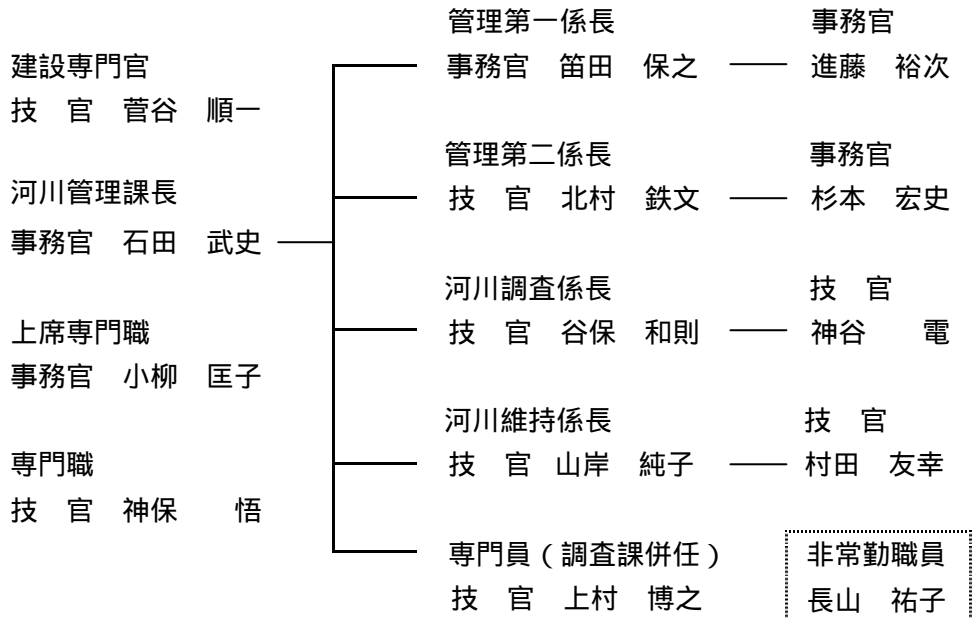 建設専門官
技　官　菅谷　順一
河川管理課長
事務官　石田　武史
上席専門職
事務官　小柳　匡子
専門職
技　官　神保　　悟
管理第一係長　　事務官
事務官　笛田　保之　　進藤　裕次
管理第二係長　　事務官
技　官　北村　鉄文　　杉本　宏史
河川調査係長　　技　官
技　官　谷保　和則　　神谷　　電
河川維持係長　　技　官
技　官　山岸　純子　　村田　友幸
専門員（調査課併任）
技　官　上村　博之
非常勤職員
長山　祐子